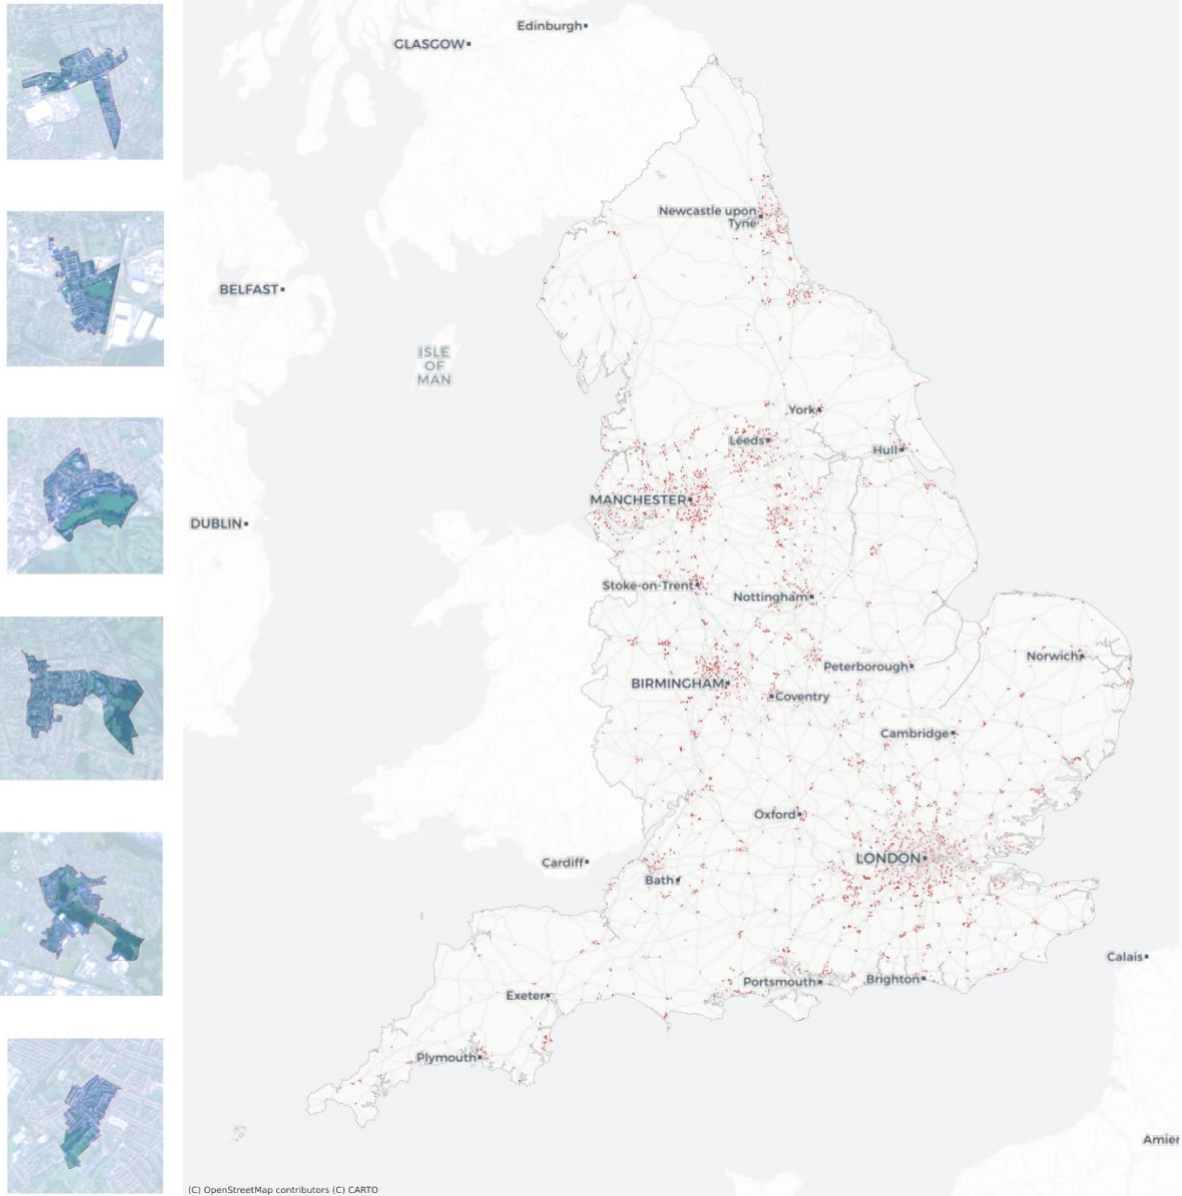 Edinburgh
GLASGOW
Newcastle upon
Tyne
BELFAST
ISLE
OF
MAN
York
Leeds
Hull
MANCHESTER
DUBLIN
Stoke-on-Trent
Nottingham
Norwich
Peterborough
BIRMINGHAM
Coventry
Cambridge
Oxford
LONDON
Cardiff
Bath
Calais
Portsmouth
Brighton
Exeter
Plymouth
Amier
(C) OpenStreetMap contributors (C) CARTO